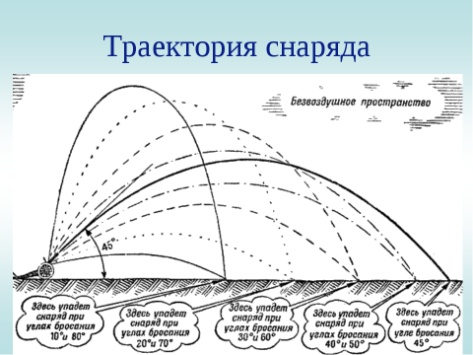 Траектория снаряда
Безвоздушное пространство
45°
Здесь упадет
снаряд при
углах бросания
10° и 80°
Здесь упадет
снаряд при
углах бросания
20° и 70°
Здесь упадет
снаряд при
углах бросания
30° и 60°
Здесь упадет
снаряд при
углах бросания
40° и 50°
Здесь упадет
снаряд при
угле бросания
45°